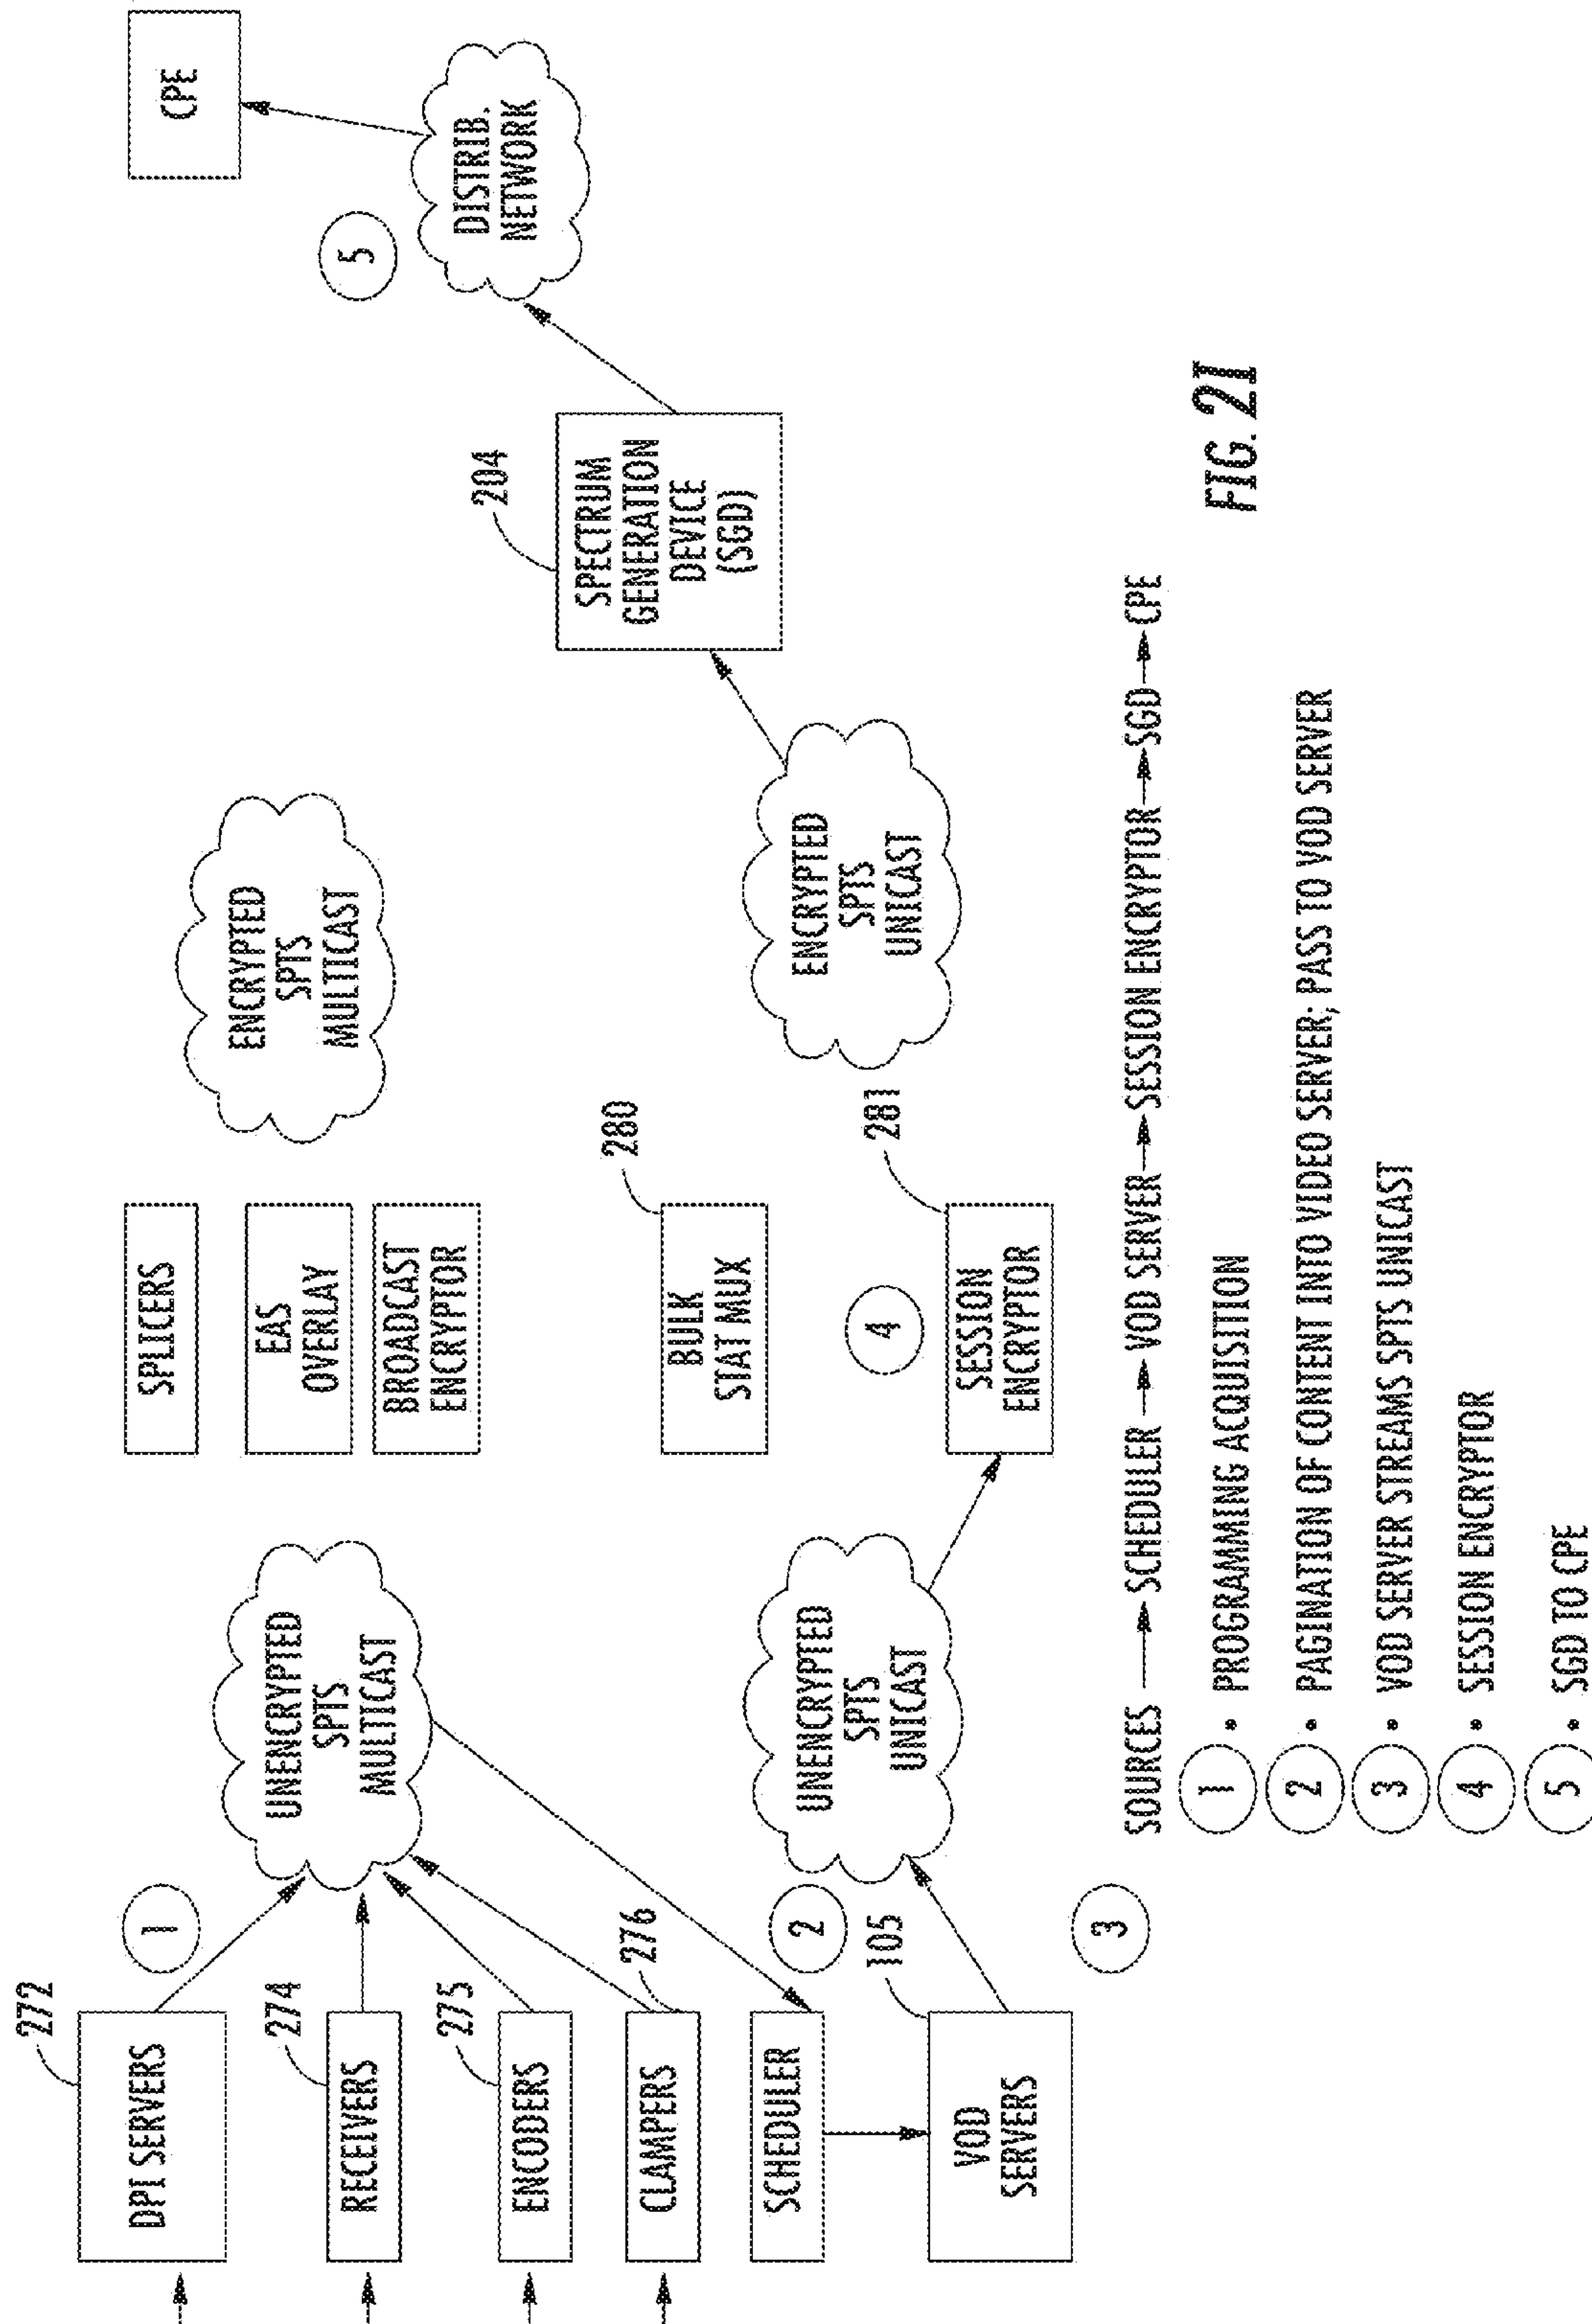 272
DPI SERVERS
1
274
RECEIVERS
275
ENCODERS
276
CLAMPERS
SCHEDULER
2
105
VOD
SERVERS
3
UNENCRYPTED
SPTS
MULTICAST
UNENCRYPTED
SPTS
UNICAST
SPLICERS
EAS
OVERLAY
BROADCAST
ENCRYPTOR
280
BULK
STAT MUX
4
281
SESSION
ENCRYPTOR
ENCRYPTED
SPTS
MULTICAST
ENCRYPTED
SPTS
UNICAST
204
SPECTRUM
GENERATION
DEVICE
(SGD)
5
DISTRIB.
NETWORK
CPE
SOURCES SCHEDULER VOD SERVER SESSION ENCRYPTOR SGD CPE
1 • PROGRAMMING ACQUISITION
2 • PAGINATION OF CONTENT INTO VIDEO SERVER; PASS TO VOD SERVER
3 • VOD SERVER STREAMS SPTS UNICAST
4 • SESSION ENCRYPTOR
5 • SGD TO CPE
FIG. 2I